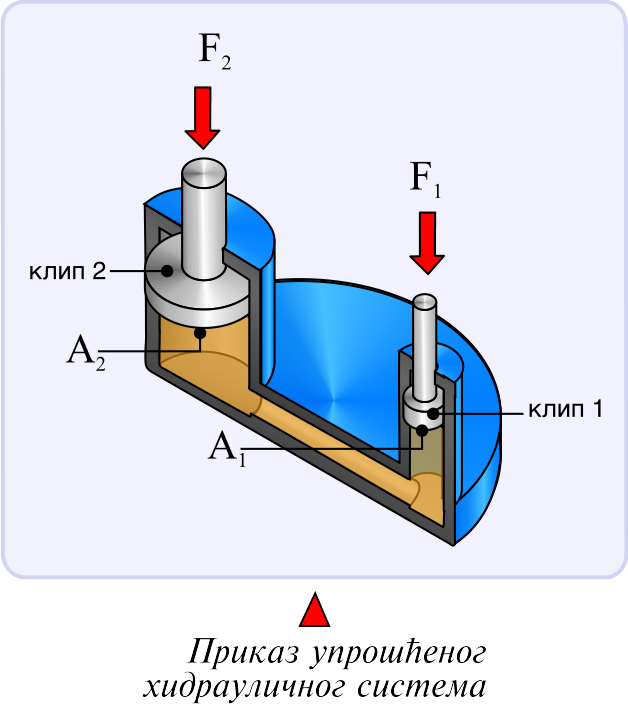 F₂
F₁
клип 2
A₂
клип 1
A₁
Приказ упрошћеног
хидрауличног система